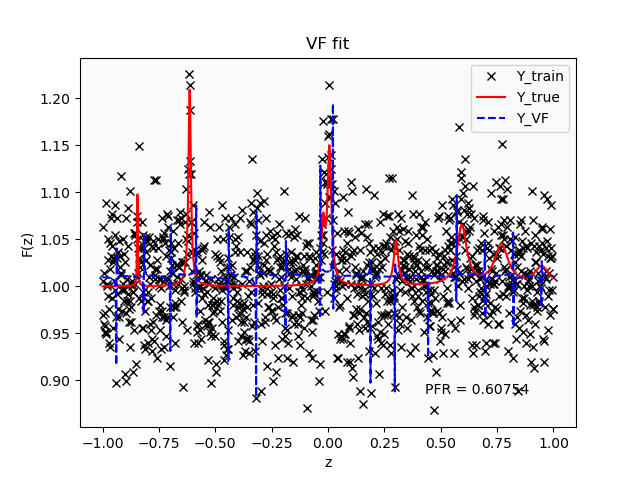 VF fit
Y_train
Y_true
Y_VF
1.20
1.15
1.10
1.05
1.00
0.95
0.90
F(z)
PFR = 0.60754
−1.00 −0.75 −0.50 −0.25 0.00 0.25 0.50 0.75 1.00
z